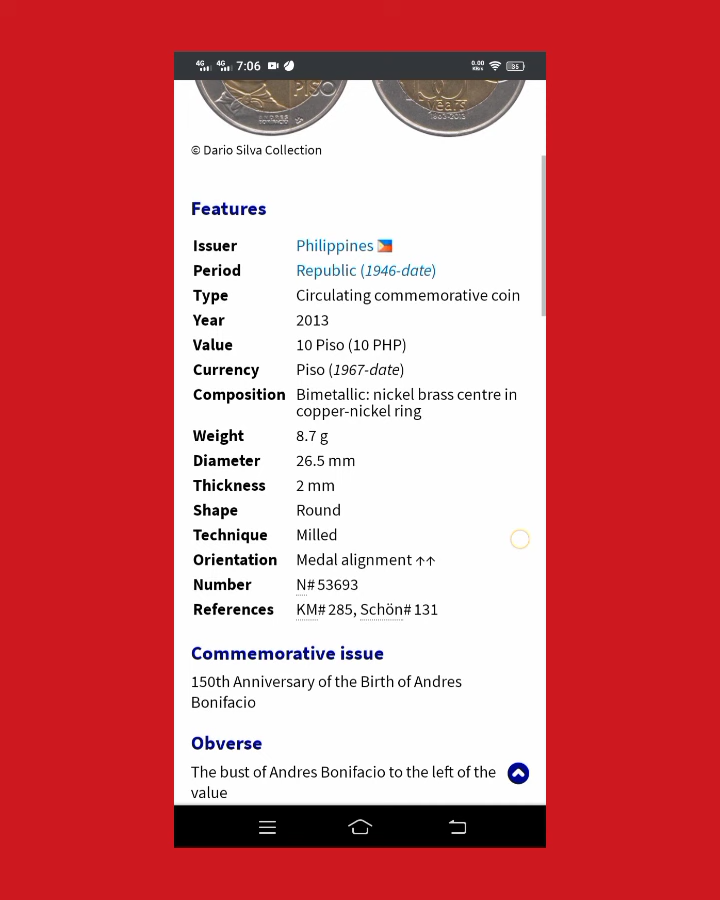 4G 4G 7:06 0.00 KB/s 35
PISO
ANDRES
BONIFACIO
years
1863-2013
© Dario Silva Collection
Features
Issuer Philippines
Period Republic (1946-date)
Type Circulating commemorative coin
Year 2013
Value 10 Piso (10 PHP)
Currency Piso (1967-date)
Composition Bimetallic: nickel brass centre in
copper-nickel ring
Weight 8.7 g
Diameter 26.5 mm
Thickness 2 mm
Shape Round
Technique Milled
Orientation Medal alignment ↑↑
Number N# 53693
References KM# 285, Schön# 131
Commemorative issue
150th Anniversary of the Birth of Andres
Bonifacio
Obverse
The bust of Andres Bonifacio to the left of the
value